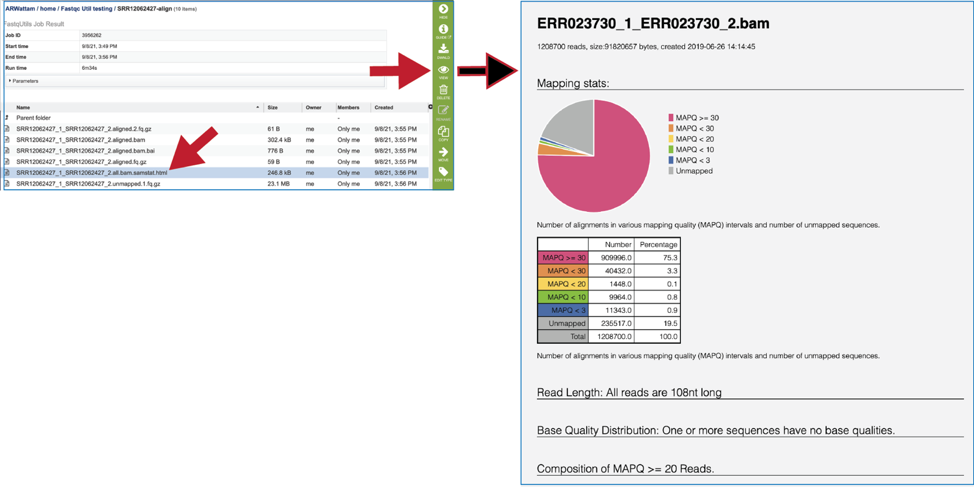 ARWattam / home / Fastqc Util testing / SRR12062427-align (10 items)
FastqUtils Job Result
Job ID 3956262
Start time 9/8/21, 3:49 PM
End time 9/8/21, 3:56 PM
Run time 6m34s
Parameters
Name Size Owner Members Created
Parent folder -
SRR12062427_1_SRR12062427_2.aligned.2.fq.gz 61 B me Only me 9/8/21, 3:55 PM
SRR12062427_1_SRR12062427_2.aligned.bam 302.4 kB me Only me 9/8/21, 3:55 PM
SRR12062427_1_SRR12062427_2.aligned.bam.bai 776 B me Only me 9/8/21, 3:55 PM
SRR12062427_1_SRR12062427_2.aligned.fq.gz 59 B me Only me 9/8/21, 3:55 PM
SRR12062427_1_SRR12062427_2.all.bam.samstat.html 246.8 kB me Only me 9/8/21, 3:56 PM
SRR12062427_1_SRR12062427_2.unmapped.1.fq.gz 23.1 MB me Only me 9/8/21, 3:56 PM
HIDE
GUIDE
DWNLD
VIEW
DELETE
RENAME
COPY
MOVE
EDIT TYPE
ERR023730_1_ERR023730_2.bam
1208700 reads, size:91820657 bytes, created 2019-06-26 14:14:45
Mapping stats:
MAPQ >= 30
MAPQ < 30
MAPQ < 20
MAPQ < 10
MAPQ < 3
Unmapped
Number of alignments in various mapping quality (MAPQ) intervals and number of unmapped sequences.
Number Percentage
MAPQ >= 30 909996.0 75.3
MAPQ < 30 40432.0 3.3
MAPQ < 20 1448.0 0.1
MAPQ < 10 9964.0 0.8
MAPQ < 3 11343.0 0.9
Unmapped 235517.0 19.5
Total 1208700.0 100.0
Number of alignments in various mapping quality (MAPQ) intervals and number of unmapped sequences.
Read Length: All reads are 108nt long
Base Quality Distribution: One or more sequences have no base qualities.
Composition of MAPQ >= 20 Reads.